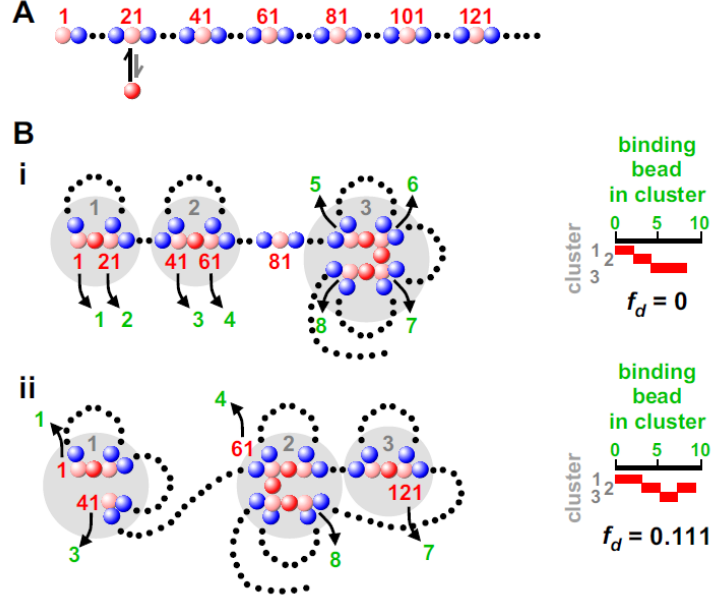 A
1 21 41 61 81 101 121
B
i
1 2 3
1 21 41 61 81
5 6
1 2 3 4 8 7
binding
bead
in cluster
0 5 10
cluster
1
2
3
f_d = 0
ii
1 4
1 2 3
1 61
41 121
3 8 7
binding
bead
in cluster
0 5 10
cluster
1
2
3
f_d = 0.111